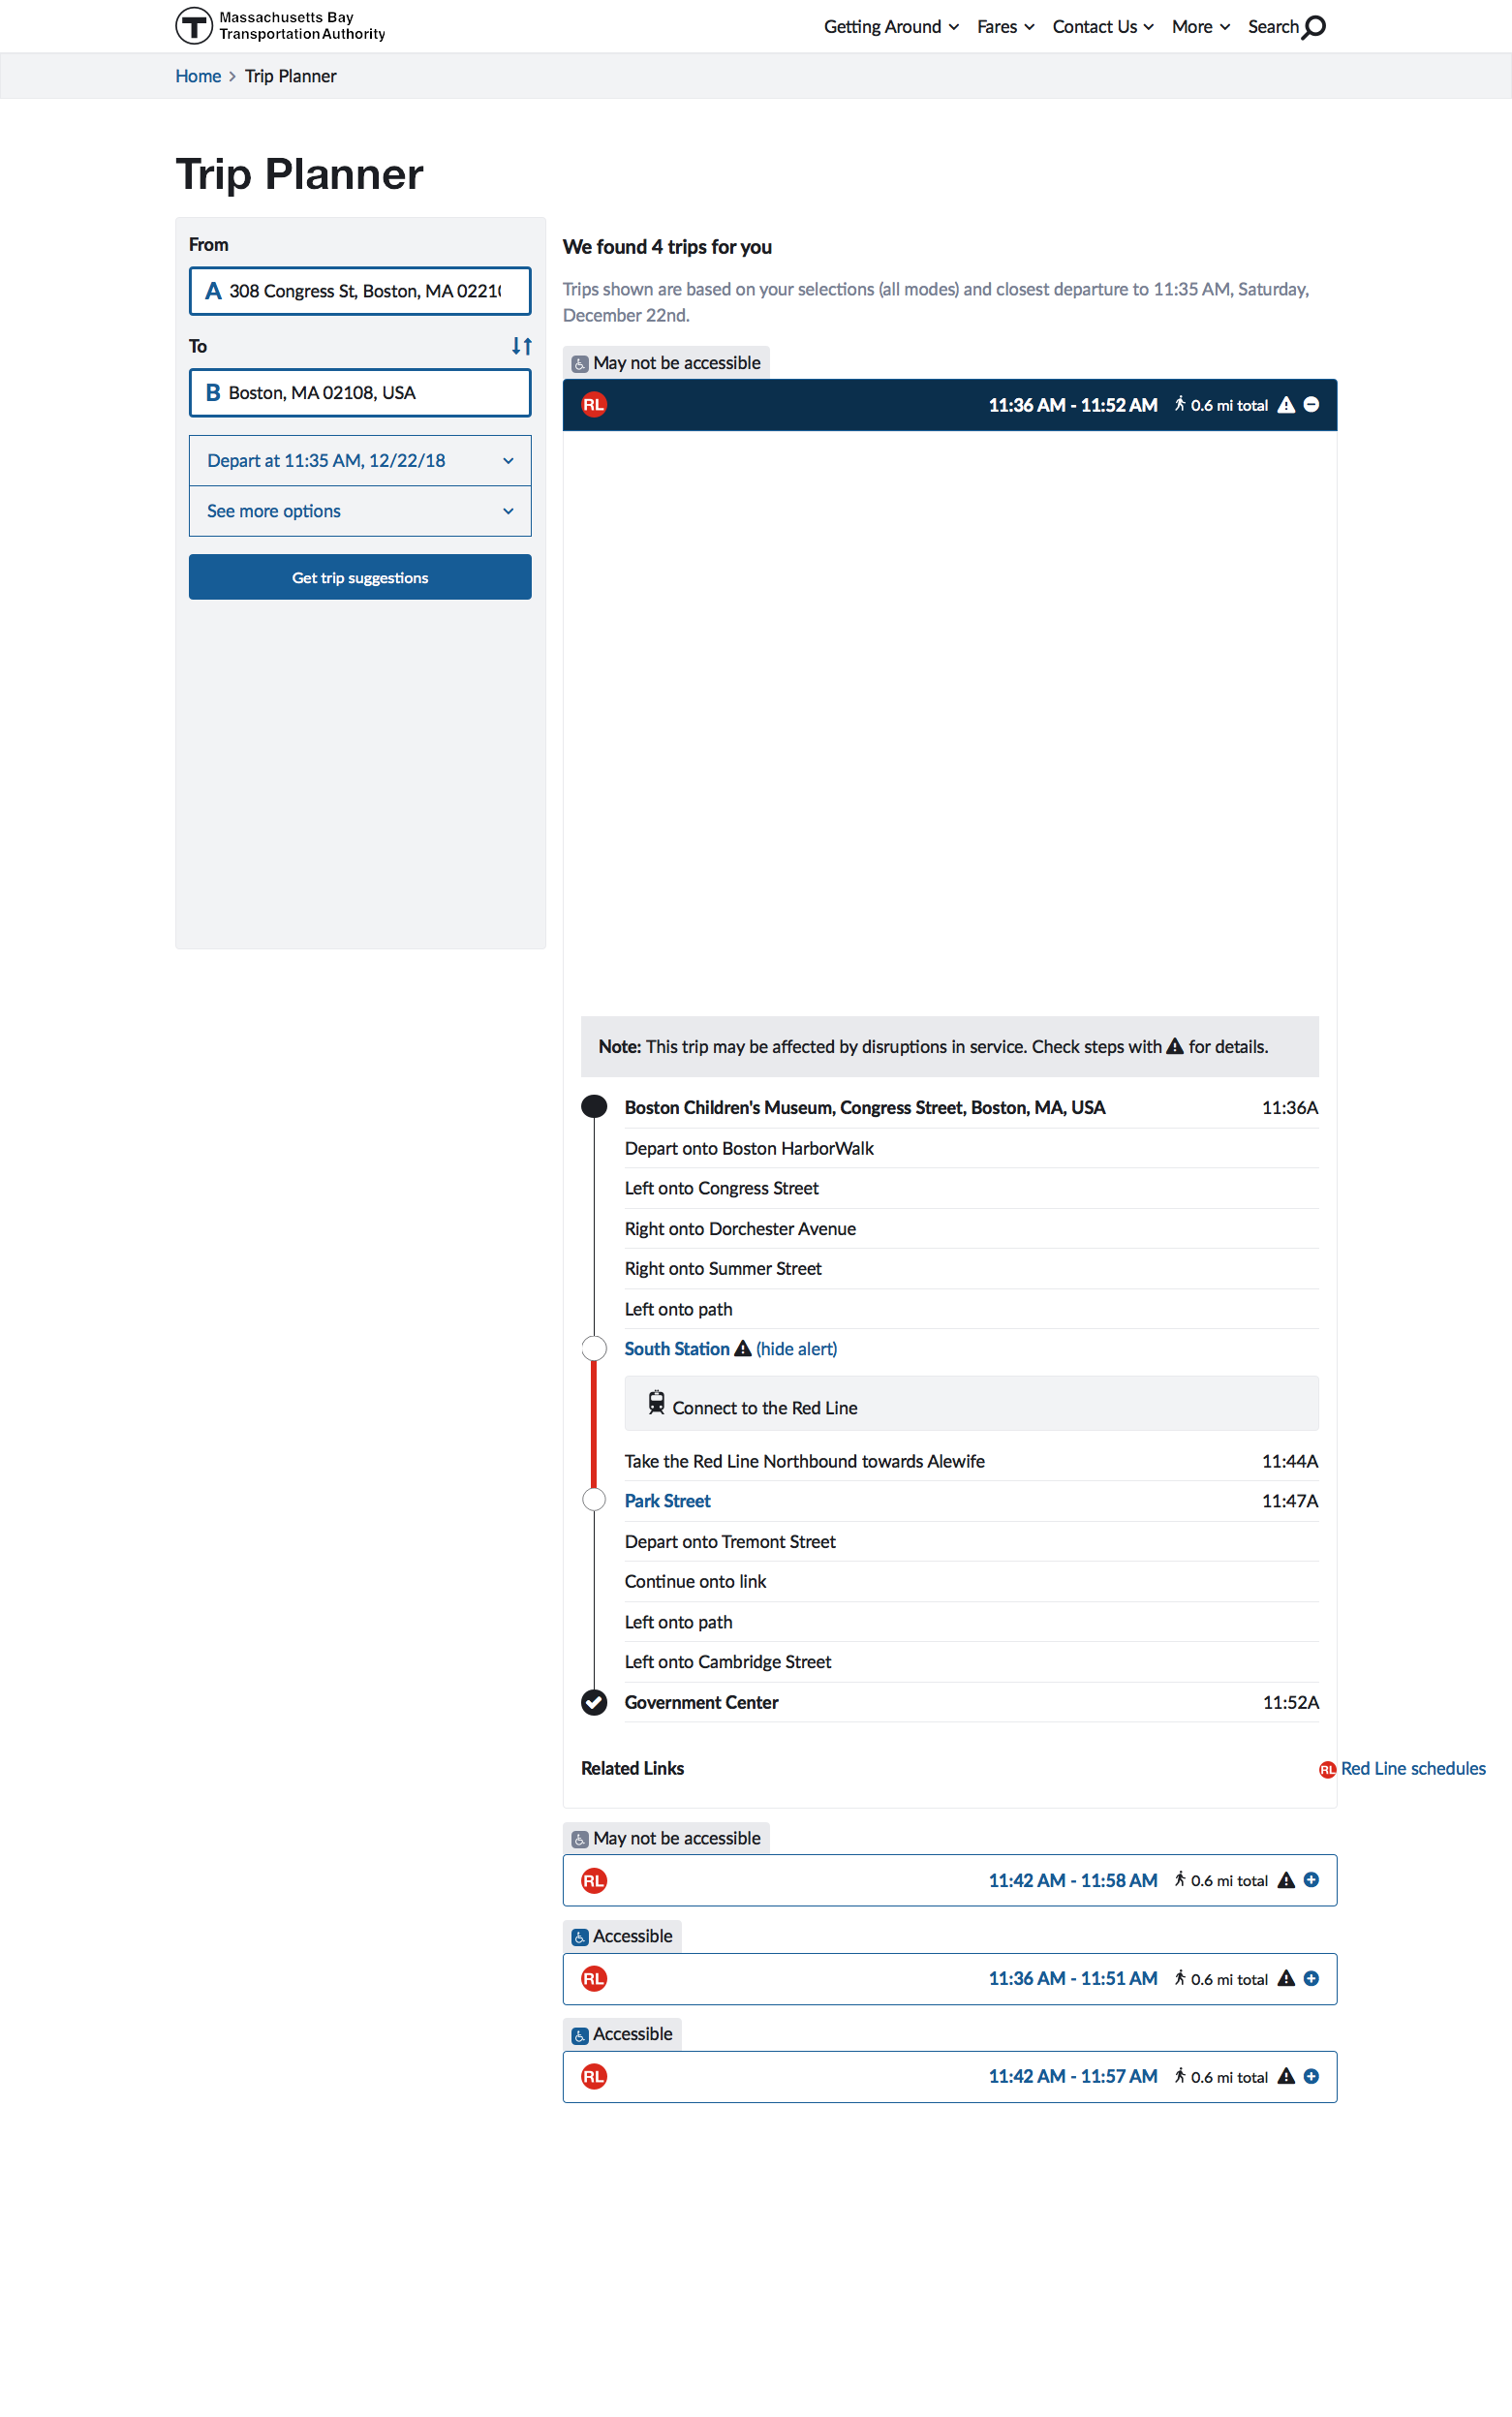 Massachusetts Bay
Transportation Authority
Getting Around
Fares
Contact Us
More
Search
Home
Trip Planner
Trip Planner
From
A 308 Congress St, Boston, MA 0221
To
B Boston, MA 02108, USA
Depart at 11:35 AM, 12/22/18
See more options
Get trip suggestions
We found 4 trips for you
Trips shown are based on your selections (all modes) and closest departure to 11:35 AM, Saturday,
December 22nd.
May not be accessible
RL 11:36 AM - 11:52 AM 0.6 mi total
Note: This trip may be affected by disruptions in service. Check steps with for details.
Boston Children's Museum, Congress Street, Boston, MA, USA 11:36A
Depart onto Boston HarborWalk
Left onto Congress Street
Right onto Dorchester Avenue
Right onto Summer Street
Left onto path
South Station (hide alert)
Connect to the Red Line
Take the Red Line Northbound towards Alewife 11:44A
Park Street 11:47A
Depart onto Tremont Street
Continue onto link
Left onto path
Left onto Cambridge Street
Government Center 11:52A
Related Links RL Red Line schedules
May not be accessible
RL 11:42 AM - 11:58 AM 0.6 mi total
Accessible
RL 11:36 AM - 11:51 AM 0.6 mi total
Accessible
RL 11:42 AM - 11:57 AM 0.6 mi total